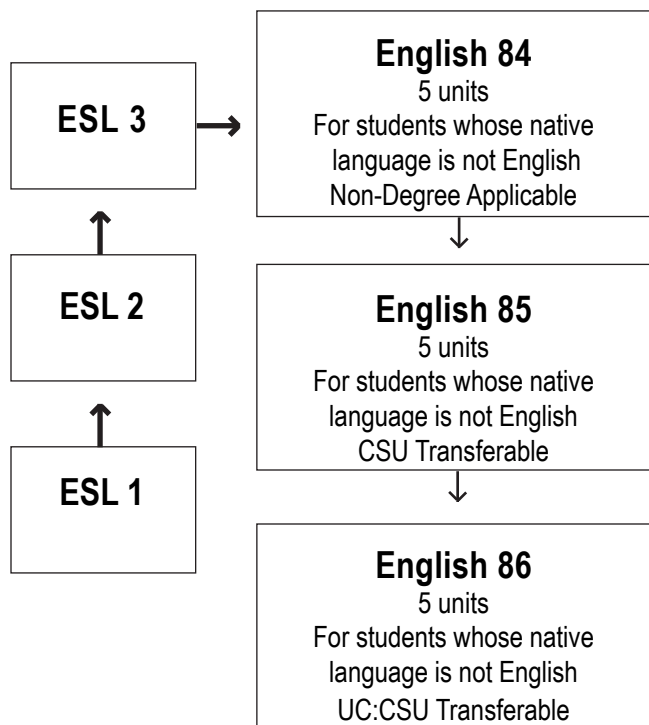 ESL 3
ESL 2
ESL 1
English 84
5 units
For students whose native
language is not English
Non-Degree Applicable
English 85
5 units
For students whose native
language is not English
CSU Transferable
English 86
5 units
For students whose native
language is not English
UC:CSU Transferable